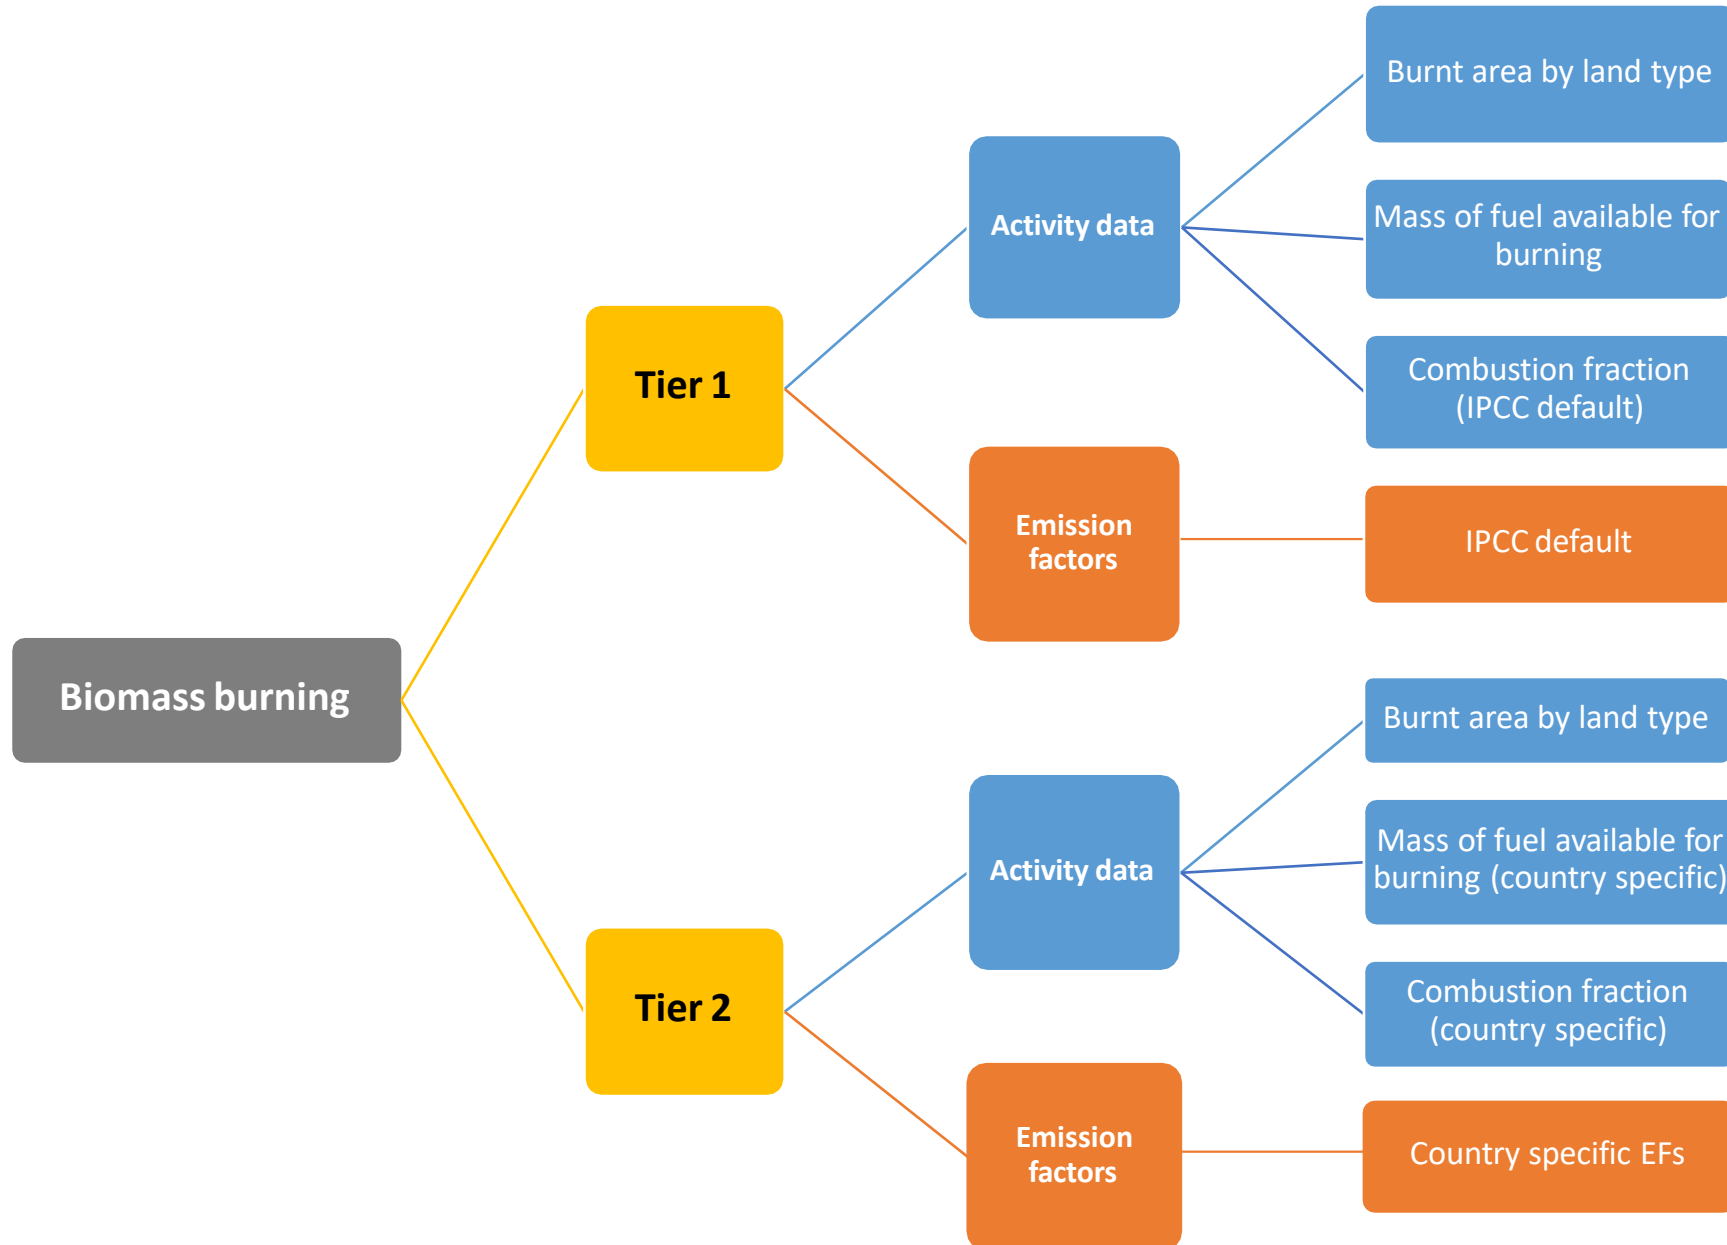 Biomass burning
Tier 1
Activity data
Burnt area by land type
Mass of fuel available for
burning
Combustion fraction
(IPCC default)
Emission
factors
IPCC default
Tier 2
Activity data
Burnt area by land type
Mass of fuel available for
burning (country specific)
Combustion fraction
(country specific)
Emission
factors
Country specific EFs